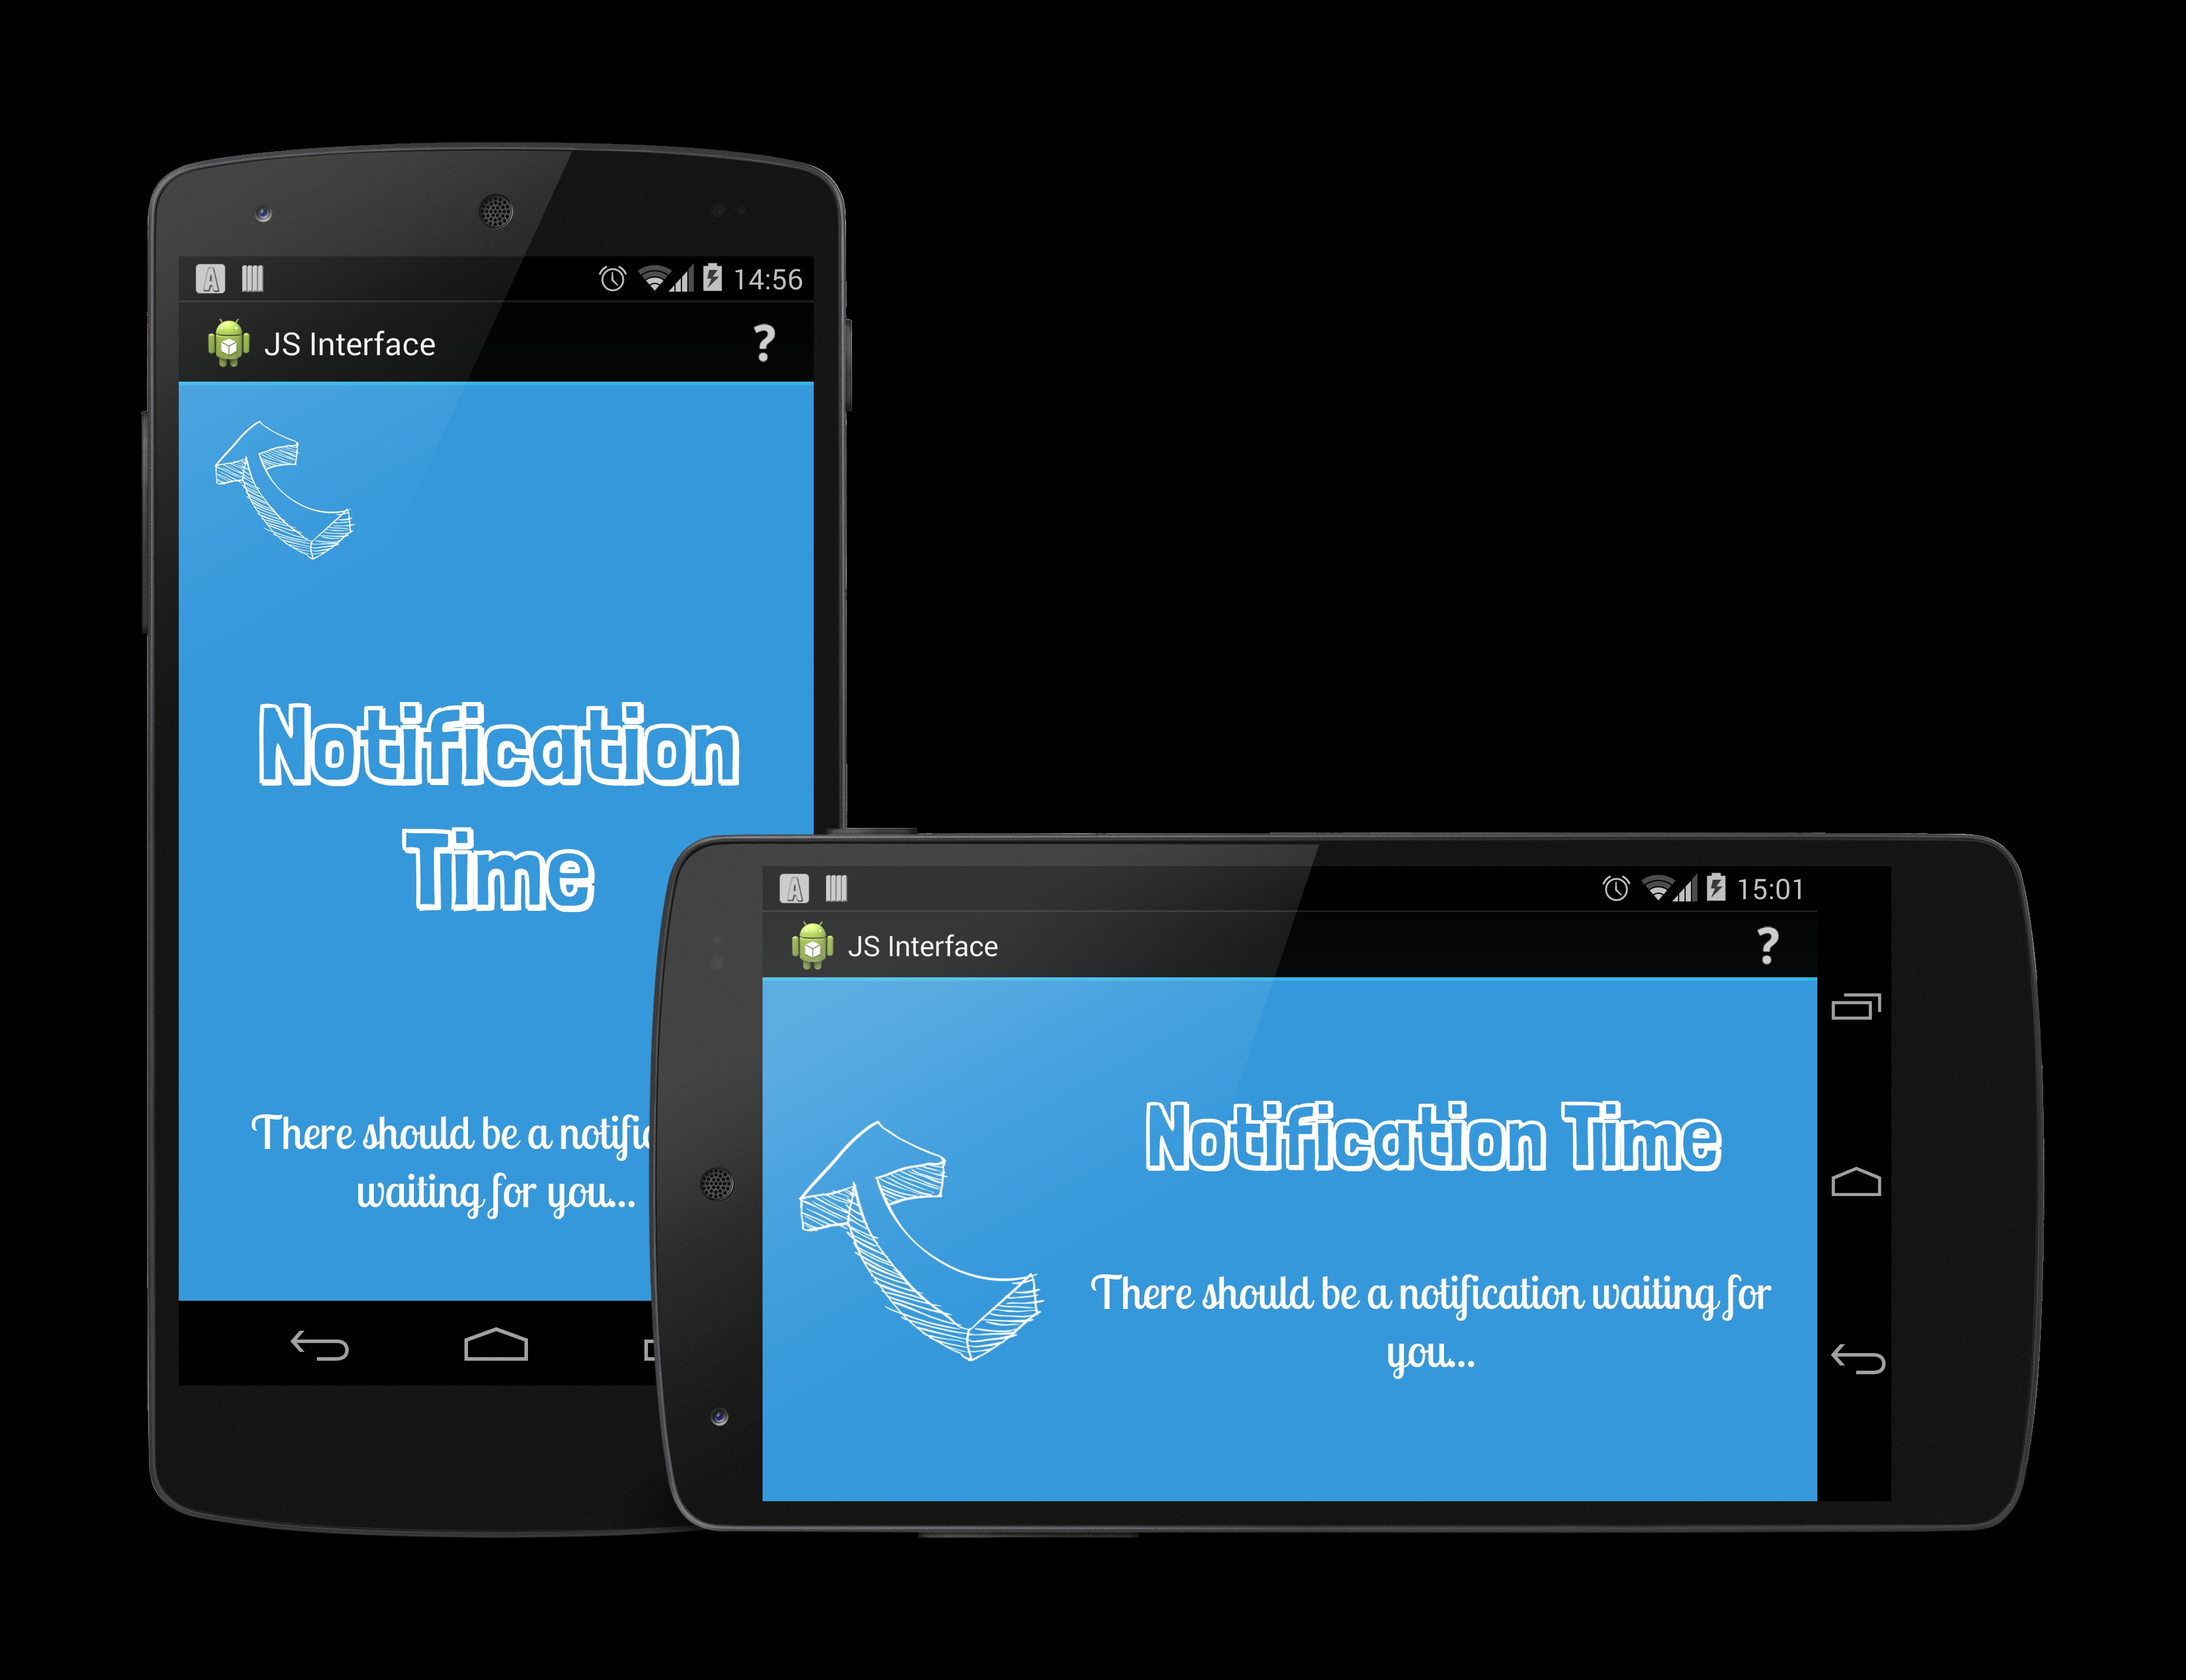 A
14:56
JS Interface
?
Notification
Time
There should be a
waiting for you...
A
15:01
JS Interface
?
Notification Time
There should be a notification waiting for
you...